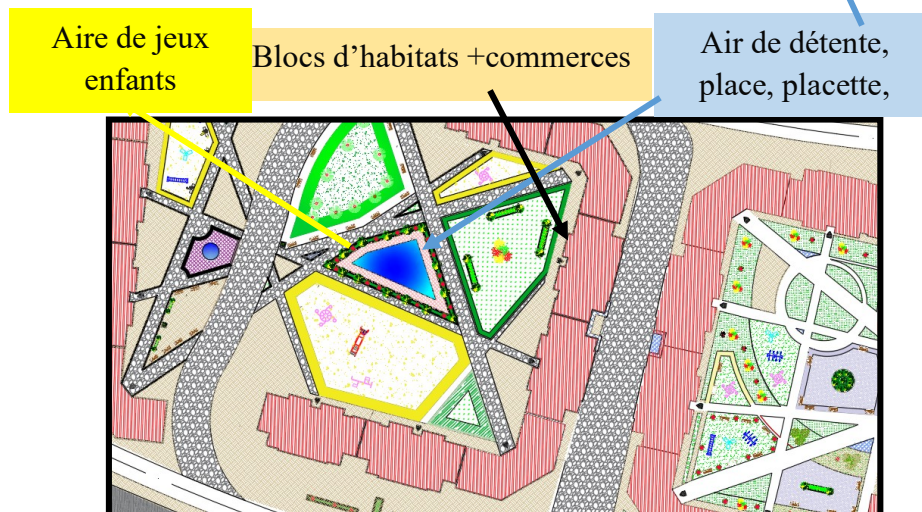 Aire de jeux
enfants
Blocs d’habitats +commerces
Air de détente,
place, placette,